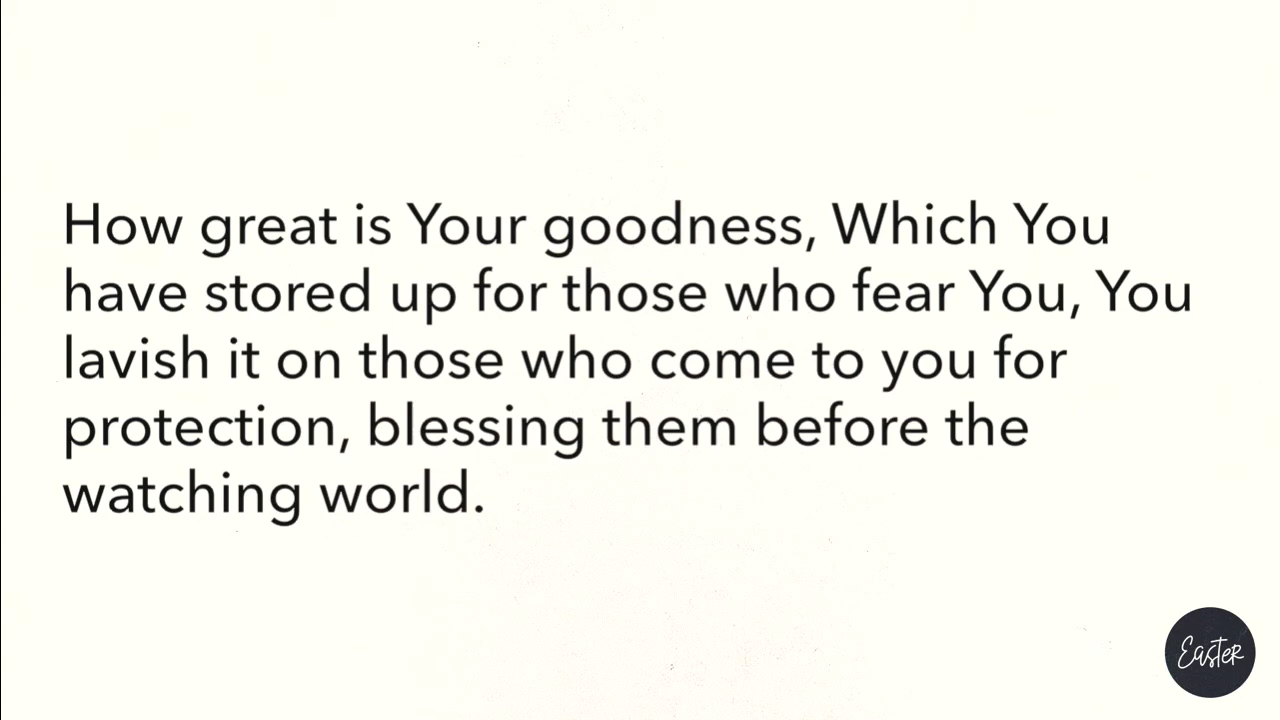 How great is Your goodness, Which You
have stored up for those who fear You, You
lavish it on those who come to you for
protection, blessing them before the
watching world.
Easter